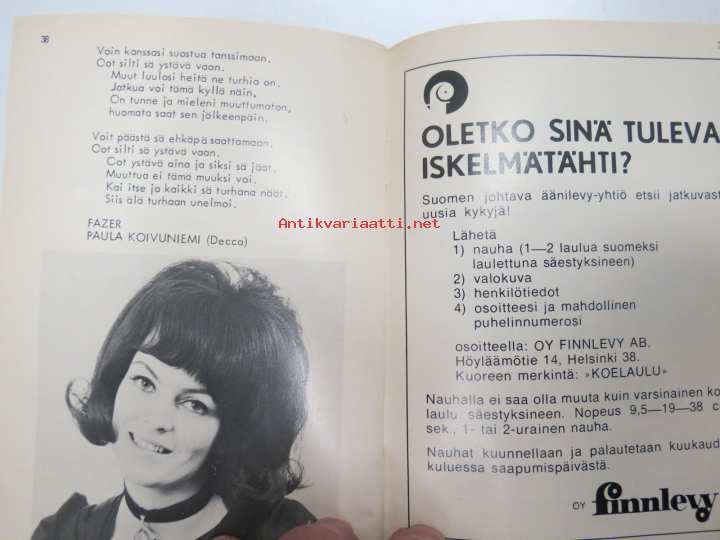 38
Voin kanssasi suostua tanssimaan.
Oot silti sä ystävä vaan.
Muut luulosi heitä ne turhia on.
Jatkua voi tämä kyllä näin,
On tunne ja mieleni muuttumaton,
huomata saat sen jälkeenpäin.
Voit päästä sä ehkäpä saattamaan.
Oot silti sä ystävä vaan.
Oot ystävä aina ja siksi sä jäät.
Muuttua ei tämä muuksi voi.
Kai itse jo kaikki sä turhana näät.
Siis älä turhaan unelmoi.
FAZER
PAULA KOIVUNIEMI (Decca)
Antikvariaatti.net
OLETKO SINÄ TULEVA
ISKELMÄTÄHTI?
Suomen johtava äänilevy-yhtiö etsii jatkuvast
uusia kykyjä!
Lähetä
1) nauha (1—2 laulua suomeksi
laulettuna säestyksineen)
2) valokuva
3) henkilötiedot
4) osoitteesi ja mahdollinen
puhelinnumerosi
osoitteella: OY FINNLEVY AB.
Höyläämötie 14, Helsinki 38.
Kuoreen merkintä: »KOELAULU»
Nauhalla ei saa olla muuta kuin varsinainen ko
laulu säestyksineen. Nopeus 9,5—19—38 c
sek., 1- tai 2-urainen nauha.
Nauhat kuunnellaan ja palautetaan kuukaud
kuluessa saapumispäivästä.
OY finnlevy